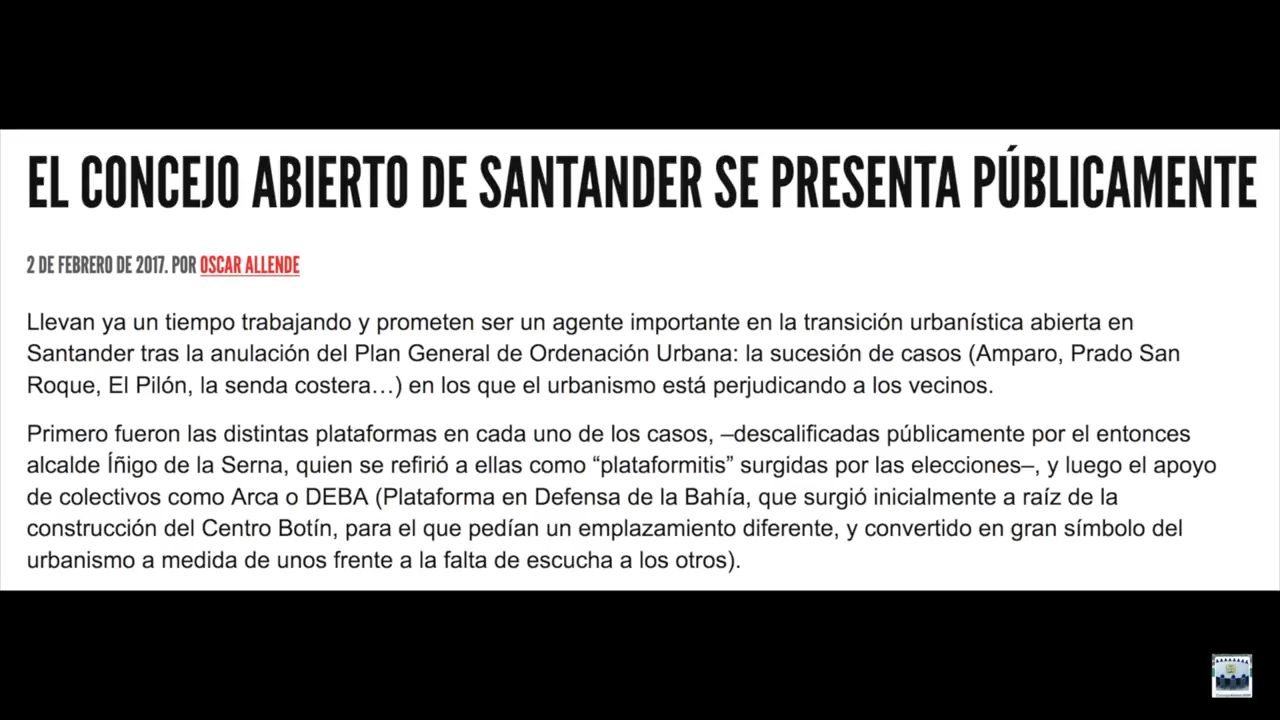 EL CONCEJO ABIERTO DE SANTANDER SE PRESENTA PÚBLICAMENTE
2 DE FEBRERO DE 2017. POR OSCAR ALLENDE
Llevan ya un tiempo trabajando y prometen ser un agente importante en la transición urbanística abierta en
Santander tras la anulación del Plan General de Ordenación Urbana: la sucesión de casos (Amparo, Prado San
Roque, El Pilón, la senda costera…) en los que el urbanismo está perjudicando a los vecinos.
Primero fueron las distintas plataformas en cada uno de los casos, –descalificadas públicamente por el entonces
alcalde Íñigo de la Serna, quien se refirió a ellas como “plataformitis” surgidas por las elecciones–, y luego el apoyo
de colectivos como Arca o DEBA (Plataforma en Defensa de la Bahía, que surgió inicialmente a raíz de la
construcción del Centro Botín, para el que pedían un emplazamiento diferente, y convertido en gran símbolo del
urbanismo a medida de unos frente a la falta de escucha a los otros).